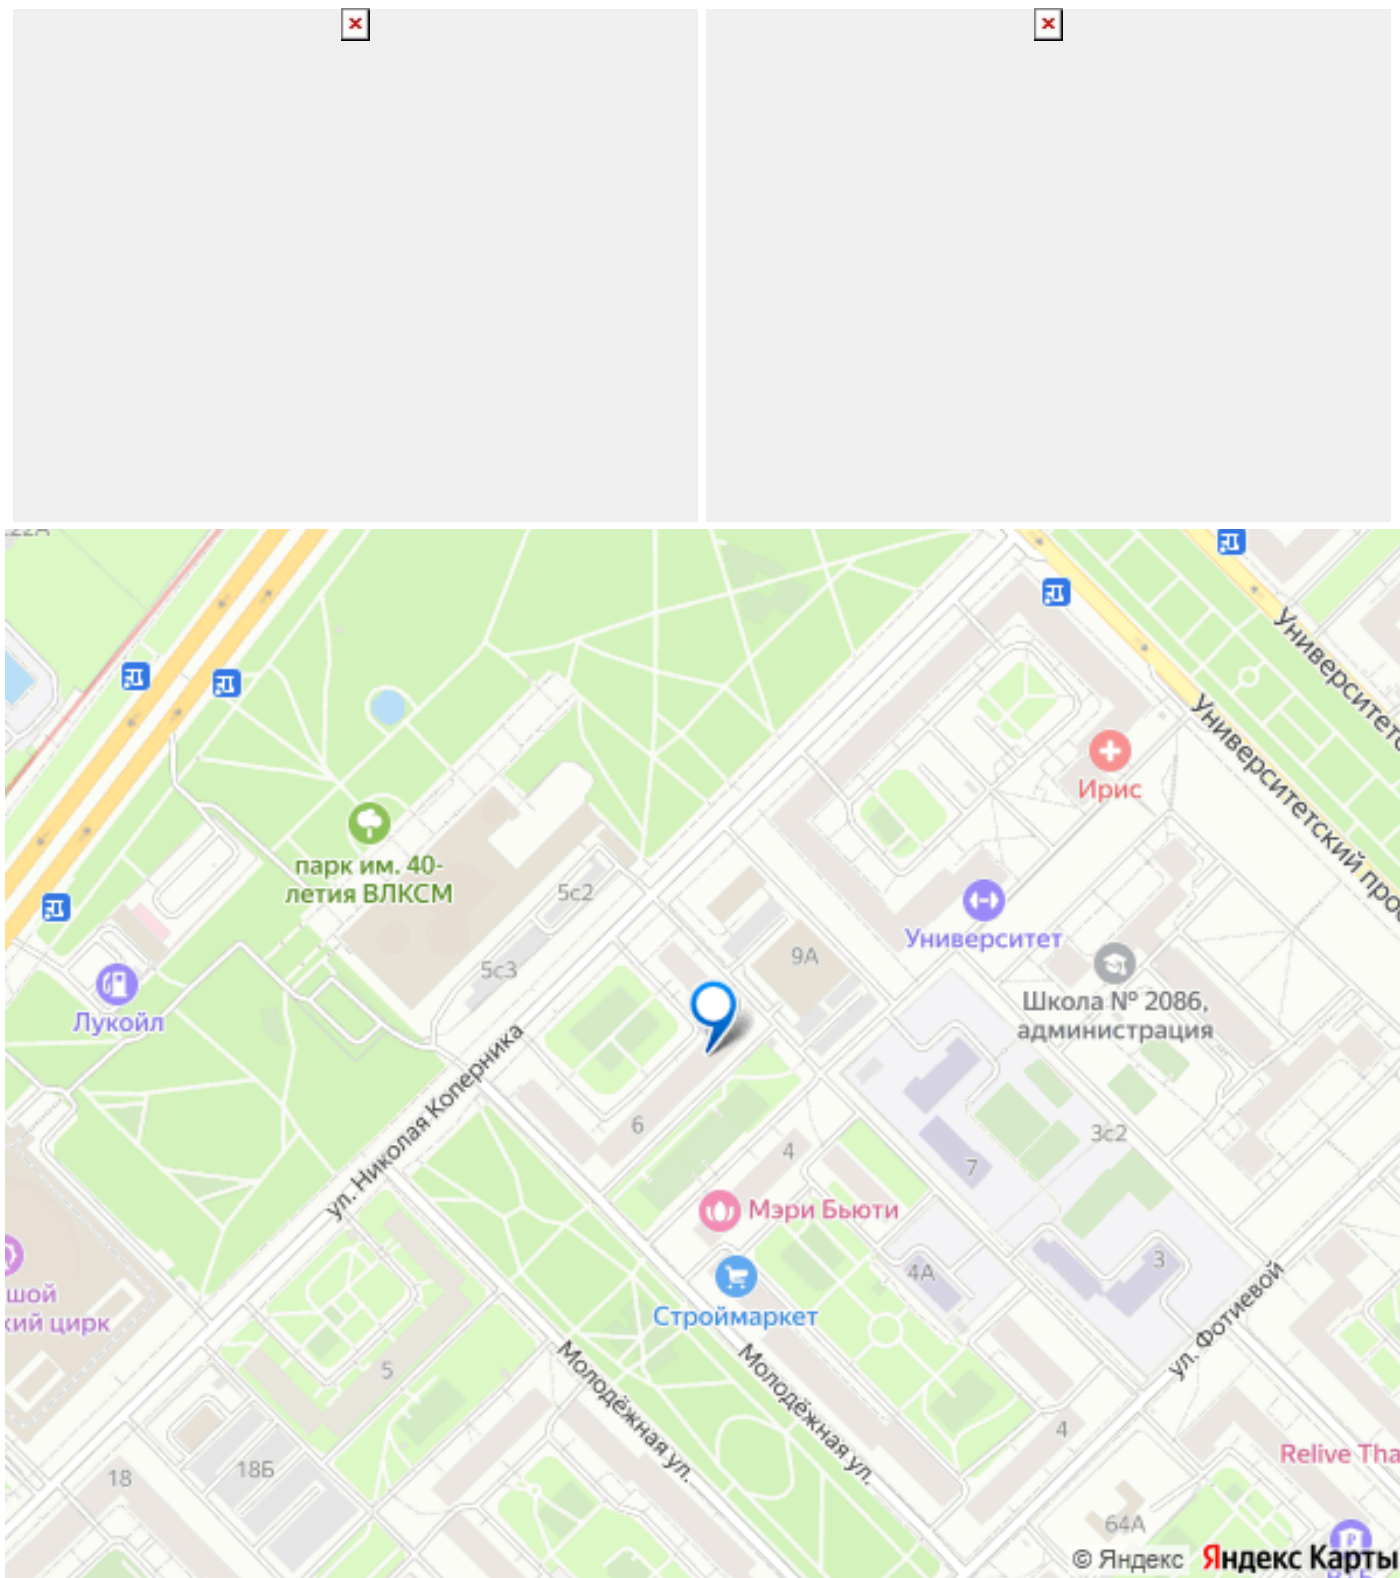 Университетс
Университетский прос
Ирис
парк им. 40-
летия ВЛКСМ
5с2
Университет
9А
5с3
Школа № 2086,
администрация
Лукойл
ул. Николая Коперника
6
4
3с2
7
Мэри Бьюти
4А
3
Строймаркет
шой
кий цирк
ул. Фотиевой
5
Молодёжная ул.
Молодёжная ул.
4
Relive Tha
18
18Б
64А
© Яндекс Яндекс Карты